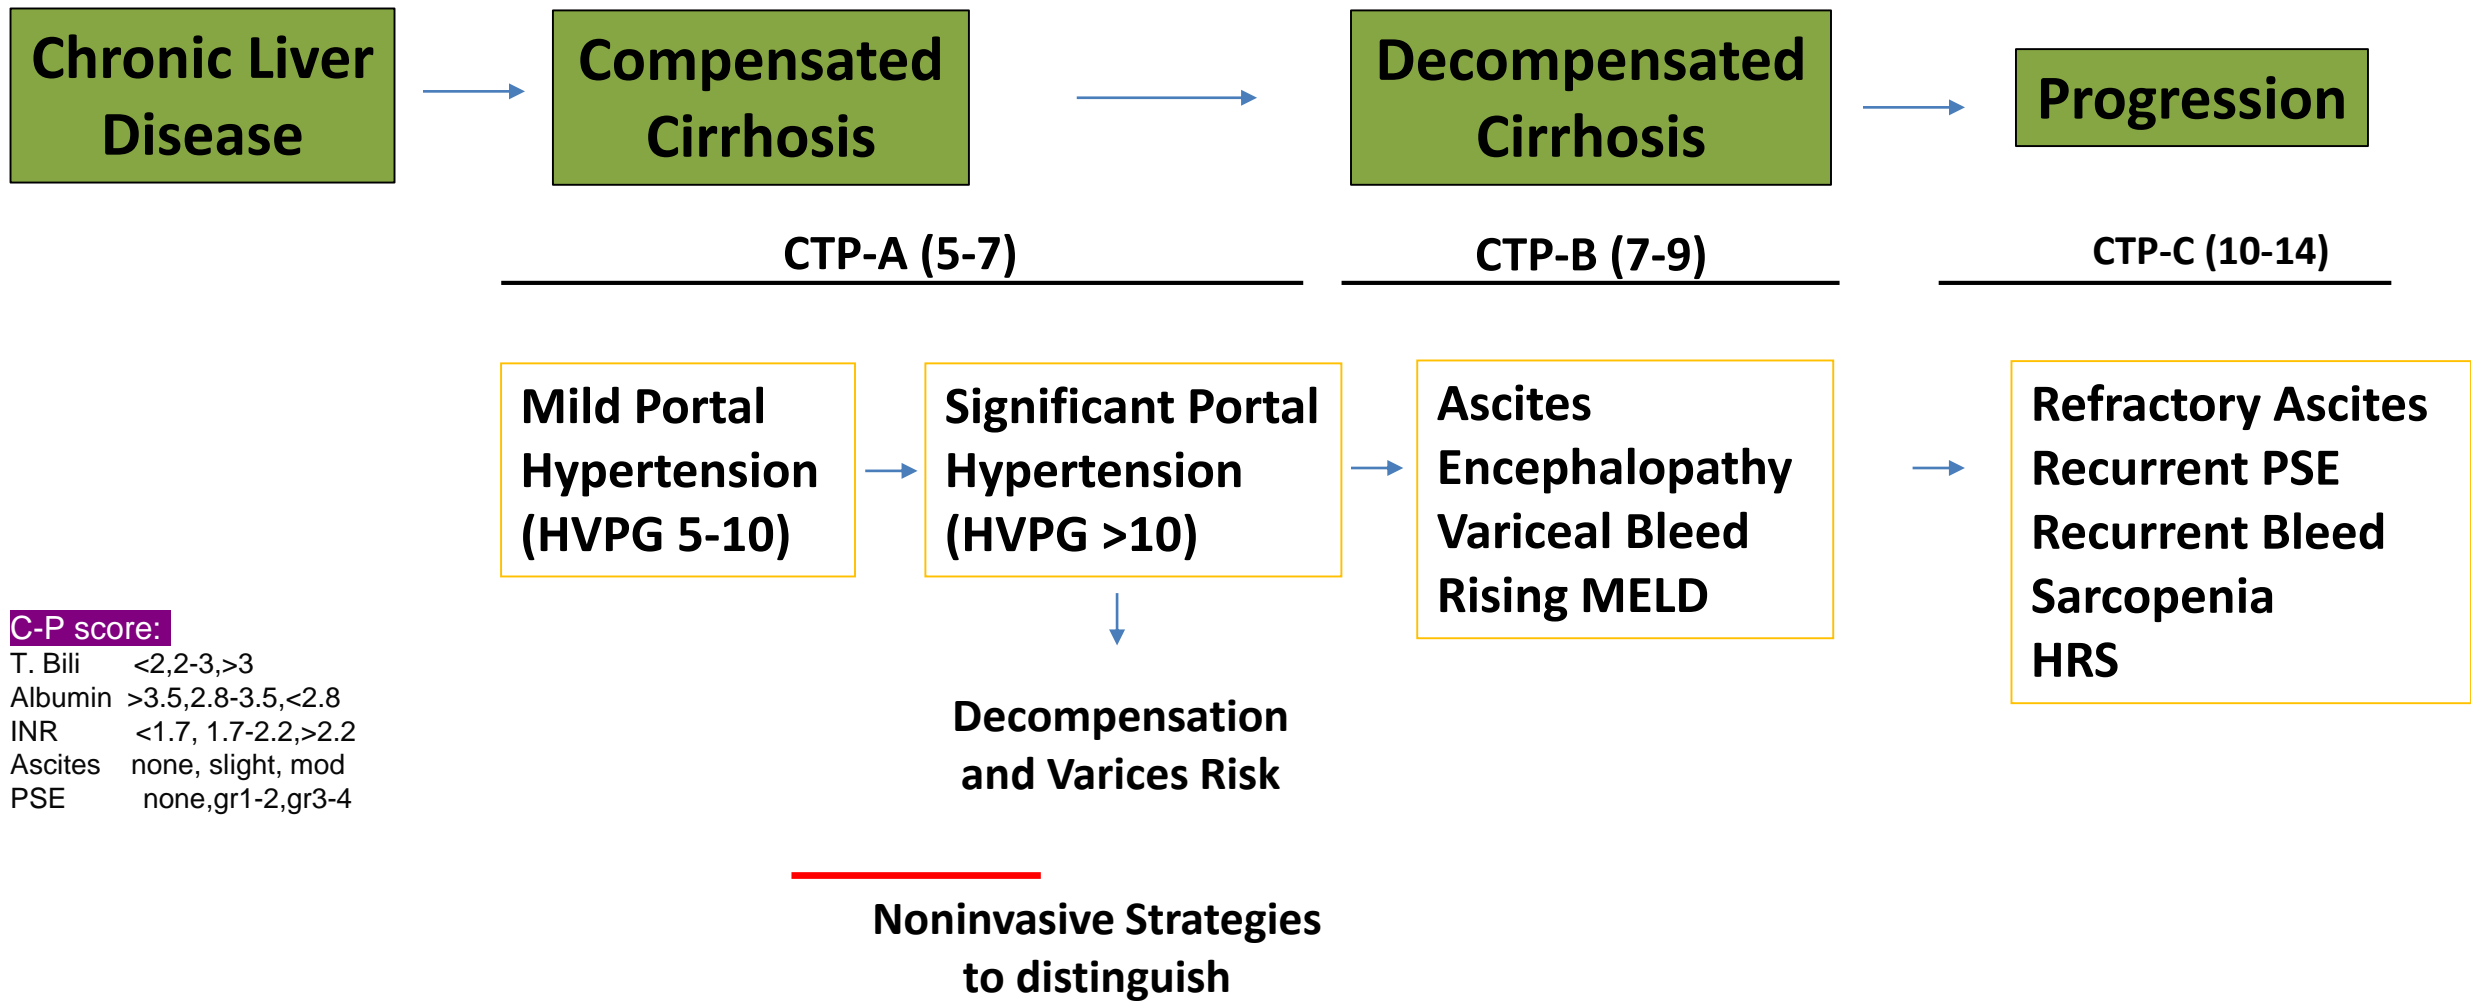 Chronic Liver
Disease
Compensated
Cirrhosis
Decompensated
Cirrhosis
Progression
CTP-A (5-7)
CTP-B (7-9)
CTP-C (10-14)
Mild Portal
Hypertension
(HVPG 5-10)
Significant Portal
Hypertension
(HVPG >10)
Ascites
Encephalopathy
Variceal Bleed
Rising MELD
Refractory Ascites
Recurrent PSE
Recurrent Bleed
Sarcopenia
HRS
C-P score:
T. Bili <2,2-3,>3
Albumin >3.5,2.8-3.5,<2.8
INR <1.7, 1.7-2.2,>2.2
Ascites none, slight, mod
PSE none,gr1-2,gr3-4
Decompensation
and Varices Risk
Noninvasive Strategies
to distinguish